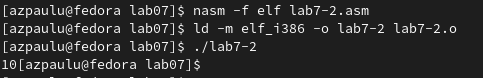 [azpaulu@fedora lab07]$ nasm -f elf lab7-2.asm
[azpaulu@fedora lab07]$ ld -m elf_i386 -o lab7-2 lab7-2.o
[azpaulu@fedora lab07]$ ./lab7-2
10[azpaulu@fedora lab07]$